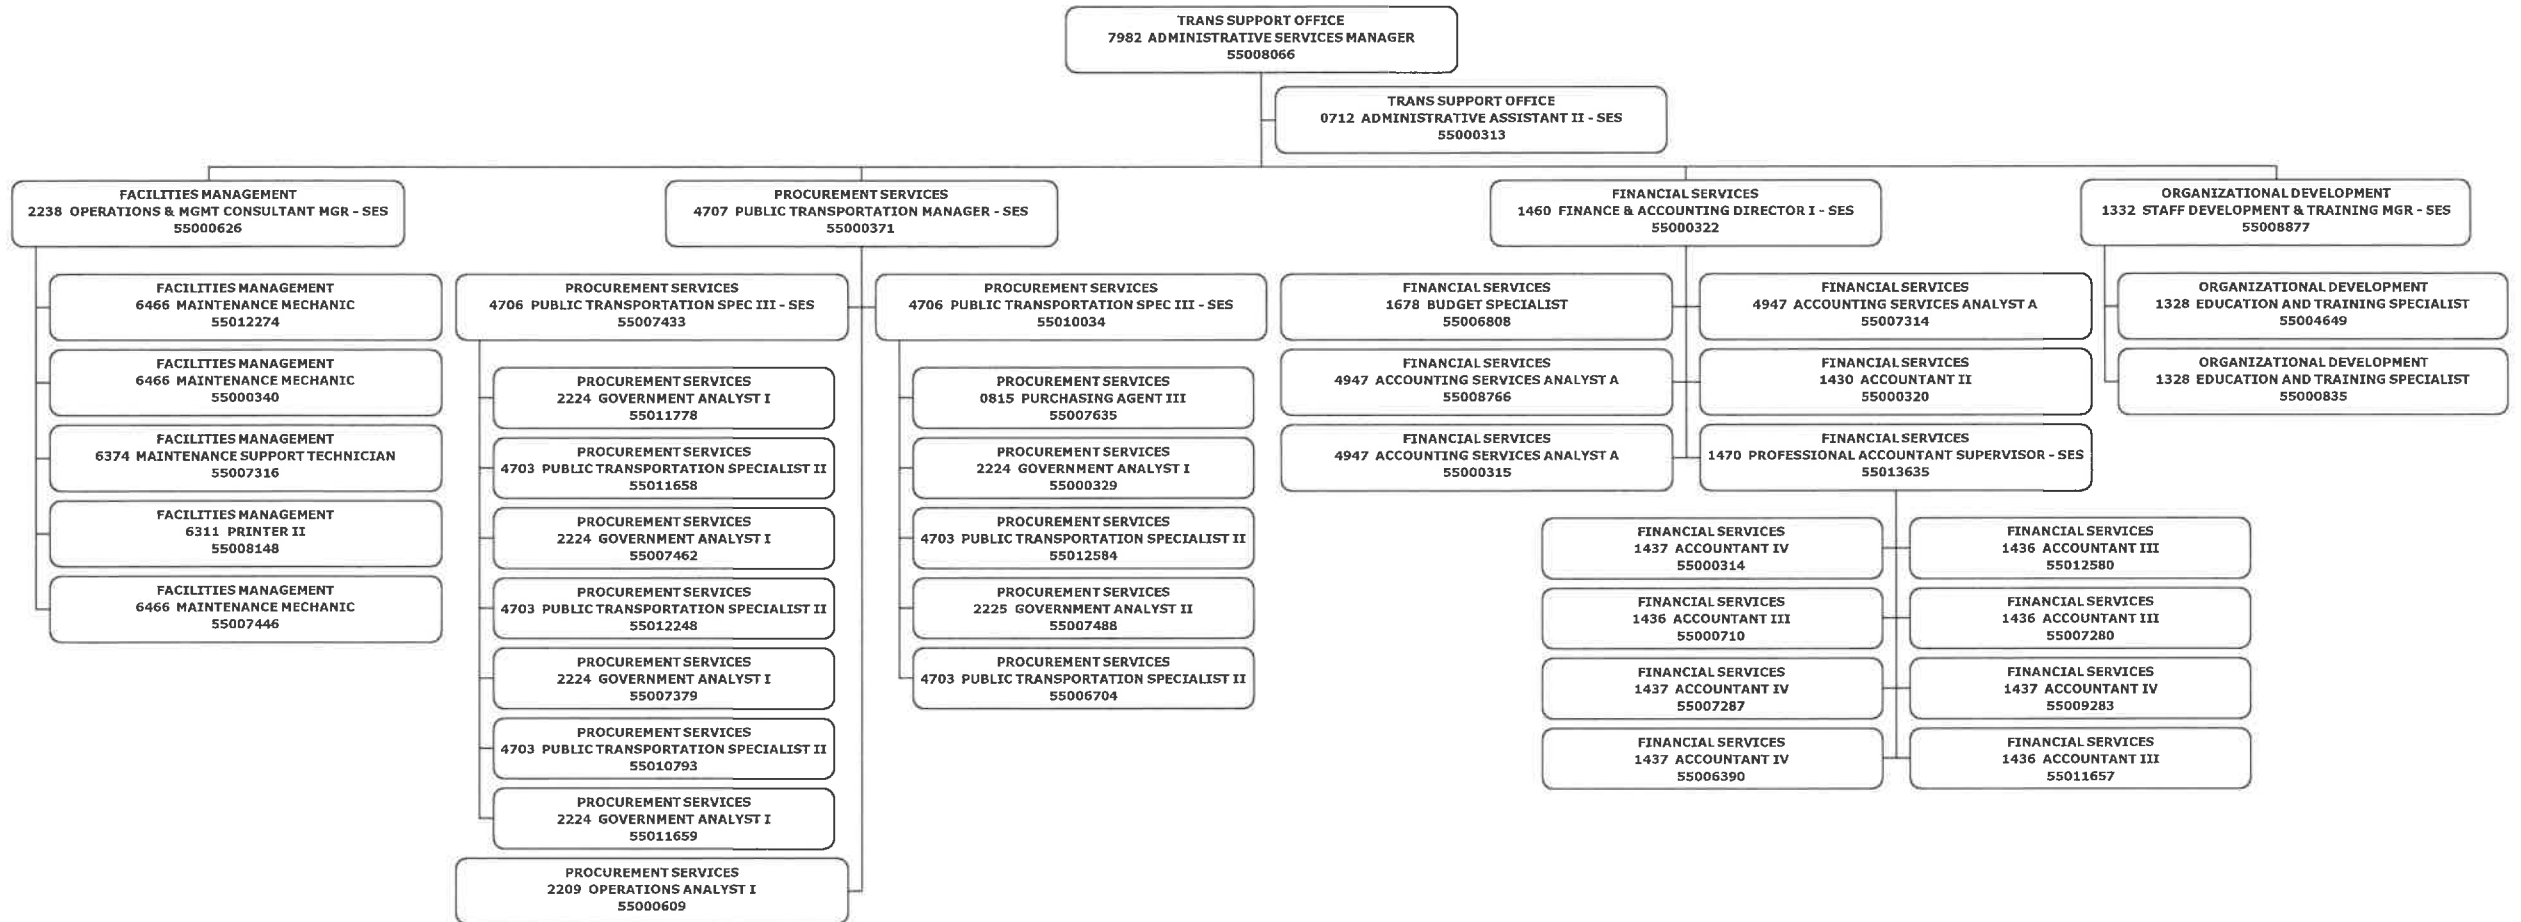 TRANS SUPPORT OFFICE
7982 ADMINISTRATIVE SERVICES MANAGER
55008066
TRANS SUPPORT OFFICE
0712 ADMINISTRATIVE ASSISTANT II - SES
55000313
FACILITIES MANAGEMENT
2238 OPERATIONS & MGMT CONSULTANT MGR - SES
55000626
PROCUREMENT SERVICES
4707 PUBLIC TRANSPORTATION MANAGER - SES
55000371
FINANCIAL SERVICES
1460 FINANCE & ACCOUNTING DIRECTOR I - SES
55000322
ORGANIZATIONAL DEVELOPMENT
1332 STAFF DEVELOPMENT & TRAINING MGR - SES
55008877
FACILITIES MANAGEMENT
6466 MAINTENANCE MECHANIC
55012274
FACILITIES MANAGEMENT
6466 MAINTENANCE MECHANIC
55000340
FACILITIES MANAGEMENT
6374 MAINTENANCE SUPPORT TECHNICIAN
55007316
FACILITIES MANAGEMENT
6311 PRINTER II
55008148
FACILITIES MANAGEMENT
6466 MAINTENANCE MECHANIC
55007446
PROCUREMENT SERVICES
4706 PUBLIC TRANSPORTATION SPEC III - SES
55007433
PROCUREMENT SERVICES
2224 GOVERNMENT ANALYST I
55011778
PROCUREMENT SERVICES
4703 PUBLIC TRANSPORTATION SPECIALIST II
55011658
PROCUREMENT SERVICES
2224 GOVERNMENT ANALYST I
55007462
PROCUREMENT SERVICES
4703 PUBLIC TRANSPORTATION SPECIALIST II
55012248
PROCUREMENT SERVICES
2224 GOVERNMENT ANALYST I
55007379
PROCUREMENT SERVICES
4703 PUBLIC TRANSPORTATION SPECIALIST II
55010793
PROCUREMENT SERVICES
2224 GOVERNMENT ANALYST I
55011659
PROCUREMENT SERVICES
2209 OPERATIONS ANALYST I
55000609
PROCUREMENT SERVICES
4706 PUBLIC TRANSPORTATION SPEC III - SES
55010034
PROCUREMENT SERVICES
0815 PURCHASING AGENT III
55007635
PROCUREMENT SERVICES
2224 GOVERNMENT ANALYST I
55000329
PROCUREMENT SERVICES
4703 PUBLIC TRANSPORTATION SPECIALIST II
55012584
PROCUREMENT SERVICES
2225 GOVERNMENT ANALYST II
55007488
PROCUREMENT SERVICES
4703 PUBLIC TRANSPORTATION SPECIALIST II
55006704
FINANCIAL SERVICES
1678 BUDGET SPECIALIST
55006808
FINANCIAL SERVICES
4947 ACCOUNTING SERVICES ANALYST A
55007314
FINANCIAL SERVICES
4947 ACCOUNTING SERVICES ANALYST A
55008766
FINANCIAL SERVICES
1430 ACCOUNTANT II
55000320
FINANCIAL SERVICES
4947 ACCOUNTING SERVICES ANALYST A
55000315
FINANCIAL SERVICES
1470 PROFESSIONAL ACCOUNTANT SUPERVISOR - SES
55013635
FINANCIAL SERVICES
1437 ACCOUNTANT IV
55000314
FINANCIAL SERVICES
1436 ACCOUNTANT III
55012580
FINANCIAL SERVICES
1436 ACCOUNTANT III
55000710
FINANCIAL SERVICES
1436 ACCOUNTANT III
55007280
FINANCIAL SERVICES
1437 ACCOUNTANT IV
55007287
FINANCIAL SERVICES
1437 ACCOUNTANT IV
55009283
FINANCIAL SERVICES
1437 ACCOUNTANT IV
55006390
FINANCIAL SERVICES
1436 ACCOUNTANT III
55011657
ORGANIZATIONAL DEVELOPMENT
1328 EDUCATION AND TRAINING SPECIALIST
55004649
ORGANIZATIONAL DEVELOPMENT
1328 EDUCATION AND TRAINING SPECIALIST
55000835